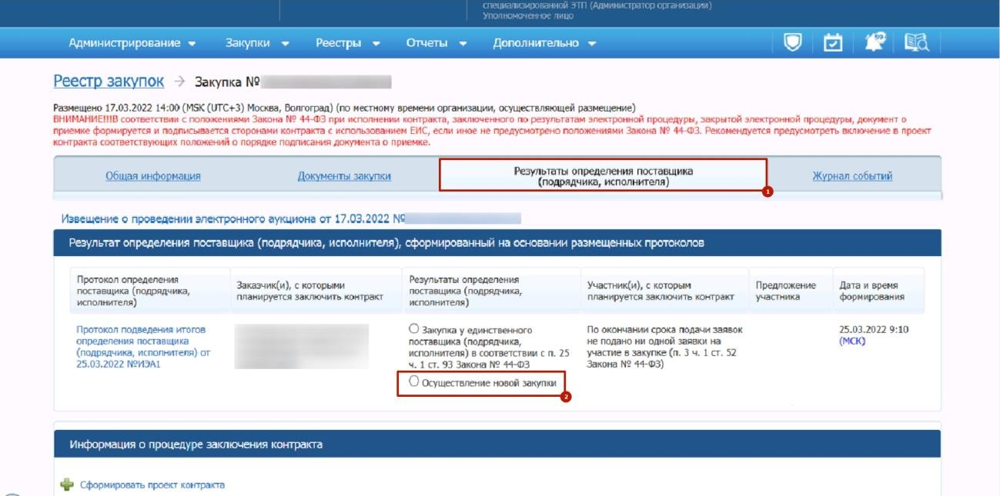 специализированной ЭТП (Администратор организации)
Уполномоченное лицо
Администрирование
Закупки
Реестры
Отчеты
Дополнительно
99
Реестр закупок → Закупка №
Размещено 17.03.2022 14:00 (MSK (UTC+3) Москва, Волгоград) (по местному времени организации, осуществляющей размещение)
ВНИМАНИЕ!!!В соответствии с положениями Закона № 44-ФЗ при исполнении контракта, заключенного по результатам электронной процедуры, закрытой электронной процедуры, документ о
приемке формируется и подписывается сторонами контракта с использованием ЕИС, если иное не предусмотрено положениями Закона № 44-ФЗ. Рекомендуется предусмотреть включение в проект
контракта соответствующих положений о порядке подписания документа о приемке.
Общая информация
Документы закупки
Результаты определения поставщика
(подрядчика, исполнителя)
Журнал событий
1
Извещение о проведении электронного аукциона от 17.03.2022 №
Результат определения поставщика (подрядчика, исполнителя), сформированный на основании размещенных протоколов
Протокол определения
поставщика (подрядчика,
исполнителя)
Заказчик(и), с которыми
планируется заключить контракт
Результаты определения
поставщика (подрядчика,
исполнителя)
Участник(и), с которым
планируется заключить контракт
Предложение
участника
Дата и время
формирования
Протокол подведения итогов
определения поставщика
(подрядчика, исполнителя) от
25.03.2022 №ИЭА1
Закупка у единственного
поставщика (подрядчика,
исполнителя) в соответствии с п. 25
ч. 1 ст. 93 Закона № 44-ФЗ
Осуществление новой закупки
2
По окончании срока подачи заявок
не подано ни одной заявки на
участие в закупке (п. 3 ч. 1 ст. 52
Закона № 44-ФЗ)
25.03.2022 9:10
(МСК)
Информация о процедуре заключения контракта
Сформировать проект контракта